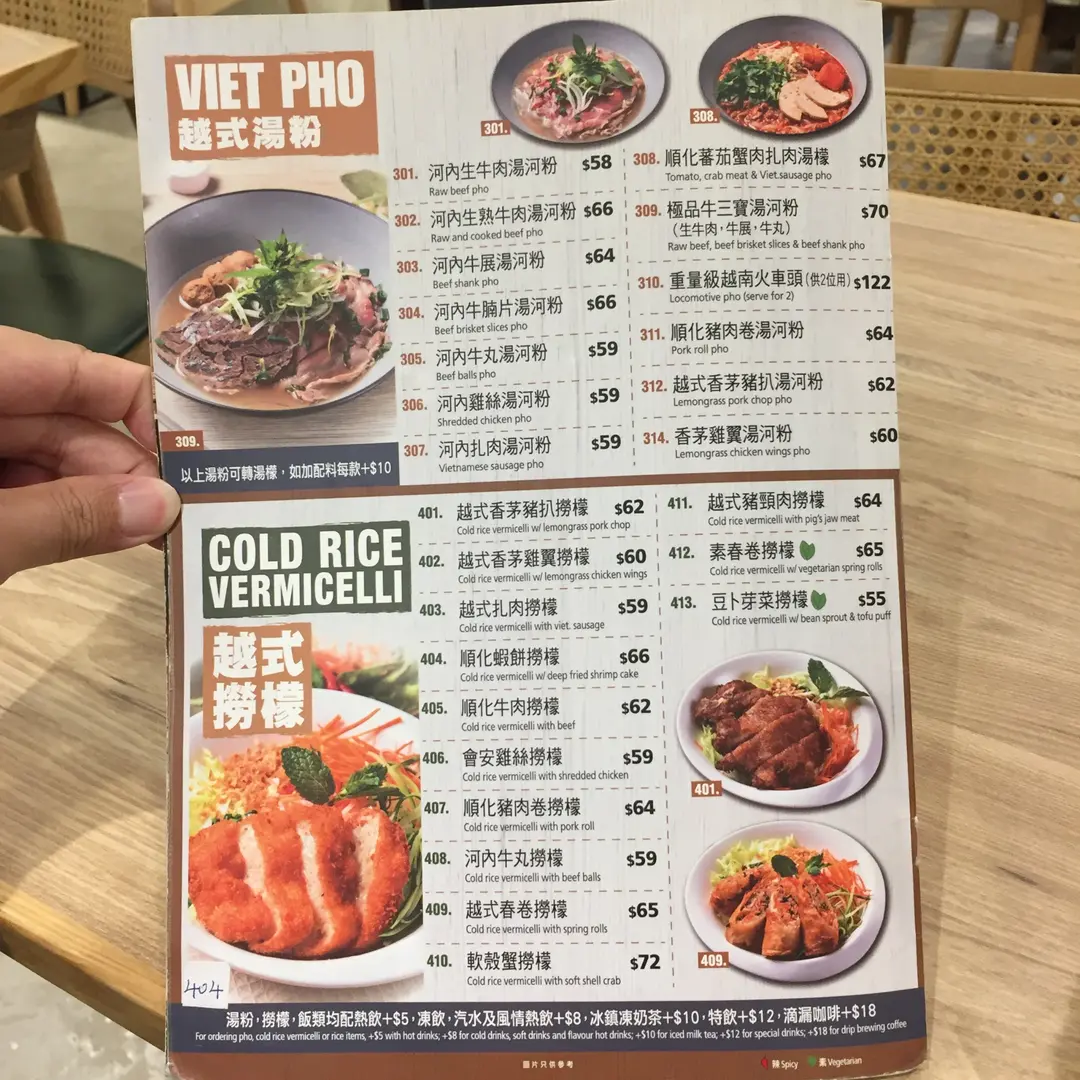 VIET PHO
越式湯粉
301.
308.
309.
301. 河內生牛肉湯河粉 $58
Raw beef pho
302. 河內生熟牛肉湯河粉 $66
Raw and cooked beef pho
303. 河內牛展湯河粉 $64
Beef shank pho
304. 河內牛腩片湯河粉 $66
Beef brisket slices pho
305. 河內牛丸湯河粉 $59
Beef balls pho
306. 河內雞絲湯河粉 $59
Shredded chicken pho
307. 河內扎肉湯河粉 $59
Vietnamese sausage pho
308. 順化蕃茄蟹肉扎肉湯檬 $67
Tomato, crab meat & Viet.sausage pho
309. 極品牛三寶湯河粉 $70
(生牛肉,牛展,牛丸)
Raw beef, beef brisket slices & beef shank pho
310. 重量級越南火車頭(供2位用) $122
Locomotive pho (serve for 2)
311. 順化豬肉卷湯河粉 $64
Pork roll pho
312. 越式香茅豬扒湯河粉 $62
Lemongrass pork chop pho
314. 香茅雞翼湯河粉 $60
Lemongrass chicken wings pho
以上湯粉可轉湯檬,如加配料每款+$10
COLD RICE
VERMICELLI
越式
撈檬
401. 越式香茅豬扒撈檬 $62
Cold rice vermicelli w/ lemongrass pork chop
402. 越式香茅雞翼撈檬 $60
Cold rice vermicelli w/ lemongrass chicken wings
403. 越式扎肉撈檬 $59
Cold rice vermicelli with viet. sausage
404. 順化蝦餅撈檬 $66
Cold rice vermicelli w/ deep fried shrimp cake
405. 順化牛肉撈檬 $62
Cold rice vermicelli with beef
406. 會安雞絲撈檬 $59
Cold rice vermicelli with shredded chicken
407. 順化豬肉卷撈檬 $64
Cold rice vermicelli with pork roll
408. 河內牛丸撈檬 $59
Cold rice vermicelli with beef balls
409. 越式春卷撈檬 $65
Cold rice vermicelli with spring rolls
410. 軟殼蟹撈檬 $72
Cold rice vermicelli with soft shell crab
411. 越式豬頸肉撈檬 $64
Cold rice vermicelli with pig's jaw meat
412. 素春卷撈檬 $65
Cold rice vermicelli w/ vegetarian spring rolls
413. 豆卜芽菜撈檬 $55
Cold rice vermicelli w/ bean sprout & tofu puff
401.
409.
404
湯粉,撈檬,飯類均配熱飲+$5,凍飲,汽水及風情熱飲+$8,冰鎮凍奶茶+$10,特飲+$12,滴漏咖啡+$18
For ordering pho, cold rice vermicelli or rice items, +$5 with hot drinks; +$8 for cold drinks, soft drinks and flavour hot drinks; +$10 for iced milk tea; +$12 for special drinks; +$18 for drip brewing coffee
圖片只供參考
辣 Spicy 素 Vegetarian